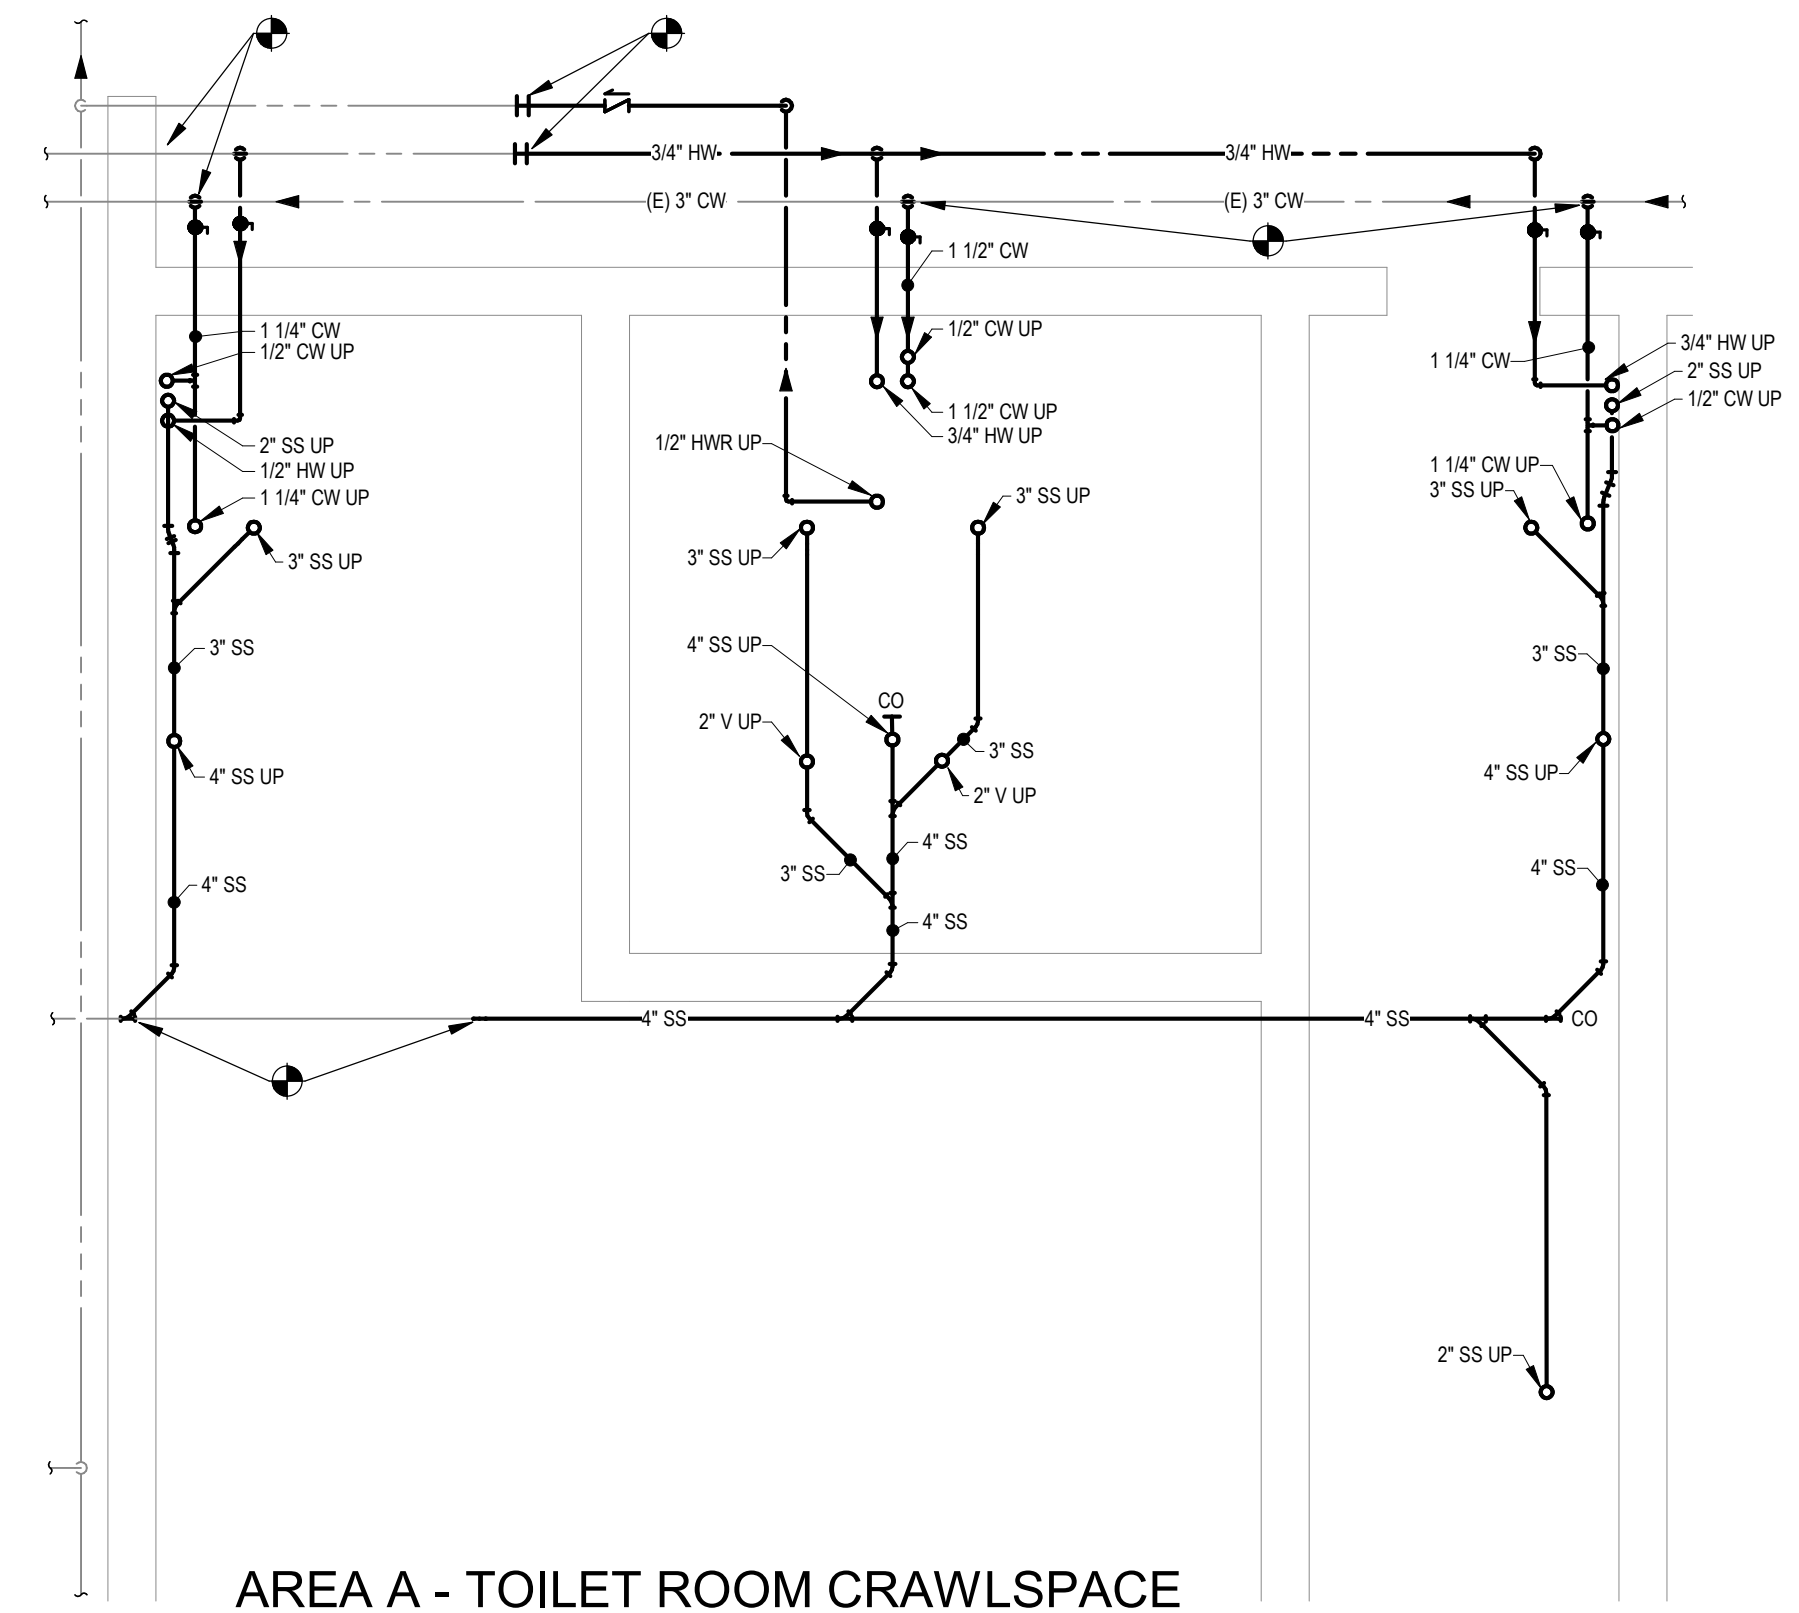 3/4" HW
3/4" HW
(E) 3" CW
(E) 3" CW
1 1/2" CW
1 1/4" CW
1/2" CW UP
1/2" CW UP
3/4" HW UP
1 1/4" CW
2" SS UP
1/2" CW UP
1 1/2" CW UP
3/4" HW UP
2" SS UP
1/2" HW UP
1/2" HWR UP
1 1/4" CW UP
1 1/4" CW UP
3" SS UP
3" SS UP
3" SS UP
3" SS UP
3" SS
4" SS UP
3" SS
CO
2" V UP
3" SS
4" SS UP
4" SS UP
2" V UP
4" SS
3" SS
4" SS
4" SS
4" SS
4" SS
4" SS
CO
2" SS UP
AREA A - TOILET ROOM CRAWLSPACE